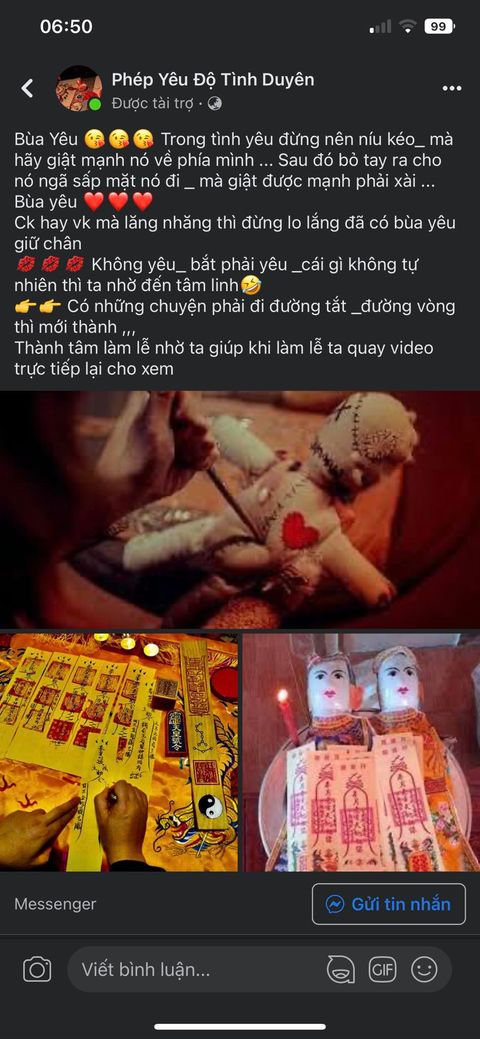 06:50
99
Phép Yêu Độ Tình Duyên
Được tài trợ ·
Bùa Yêu 😘😘😘 Trong tình yêu đừng nên níu kéo_ mà
hãy giật mạnh nó về phía mình ... Sau đó bỏ tay ra cho
nó ngã sấp mặt nó đi _ mà giật được mạnh phải xài ...
Bùa yêu ❤️❤️❤️
Ck hay vk mà lăng nhăng thì đừng lo lắng đã có bùa yêu
giữ chân
💋💋💋 Không yêu_ bắt phải yêu _cái gì không tự
nhiên thì ta nhờ đến tâm linh🤣
👉👉 Có những chuyện phải đi đường tắt _đường vòng
thì mới thành ,,,
Thành tâm làm lễ nhờ ta giúp khi làm lễ ta quay video
trực tiếp lại cho xem
Messenger
Gửi tin nhắn
Viết bình luận...
GIF